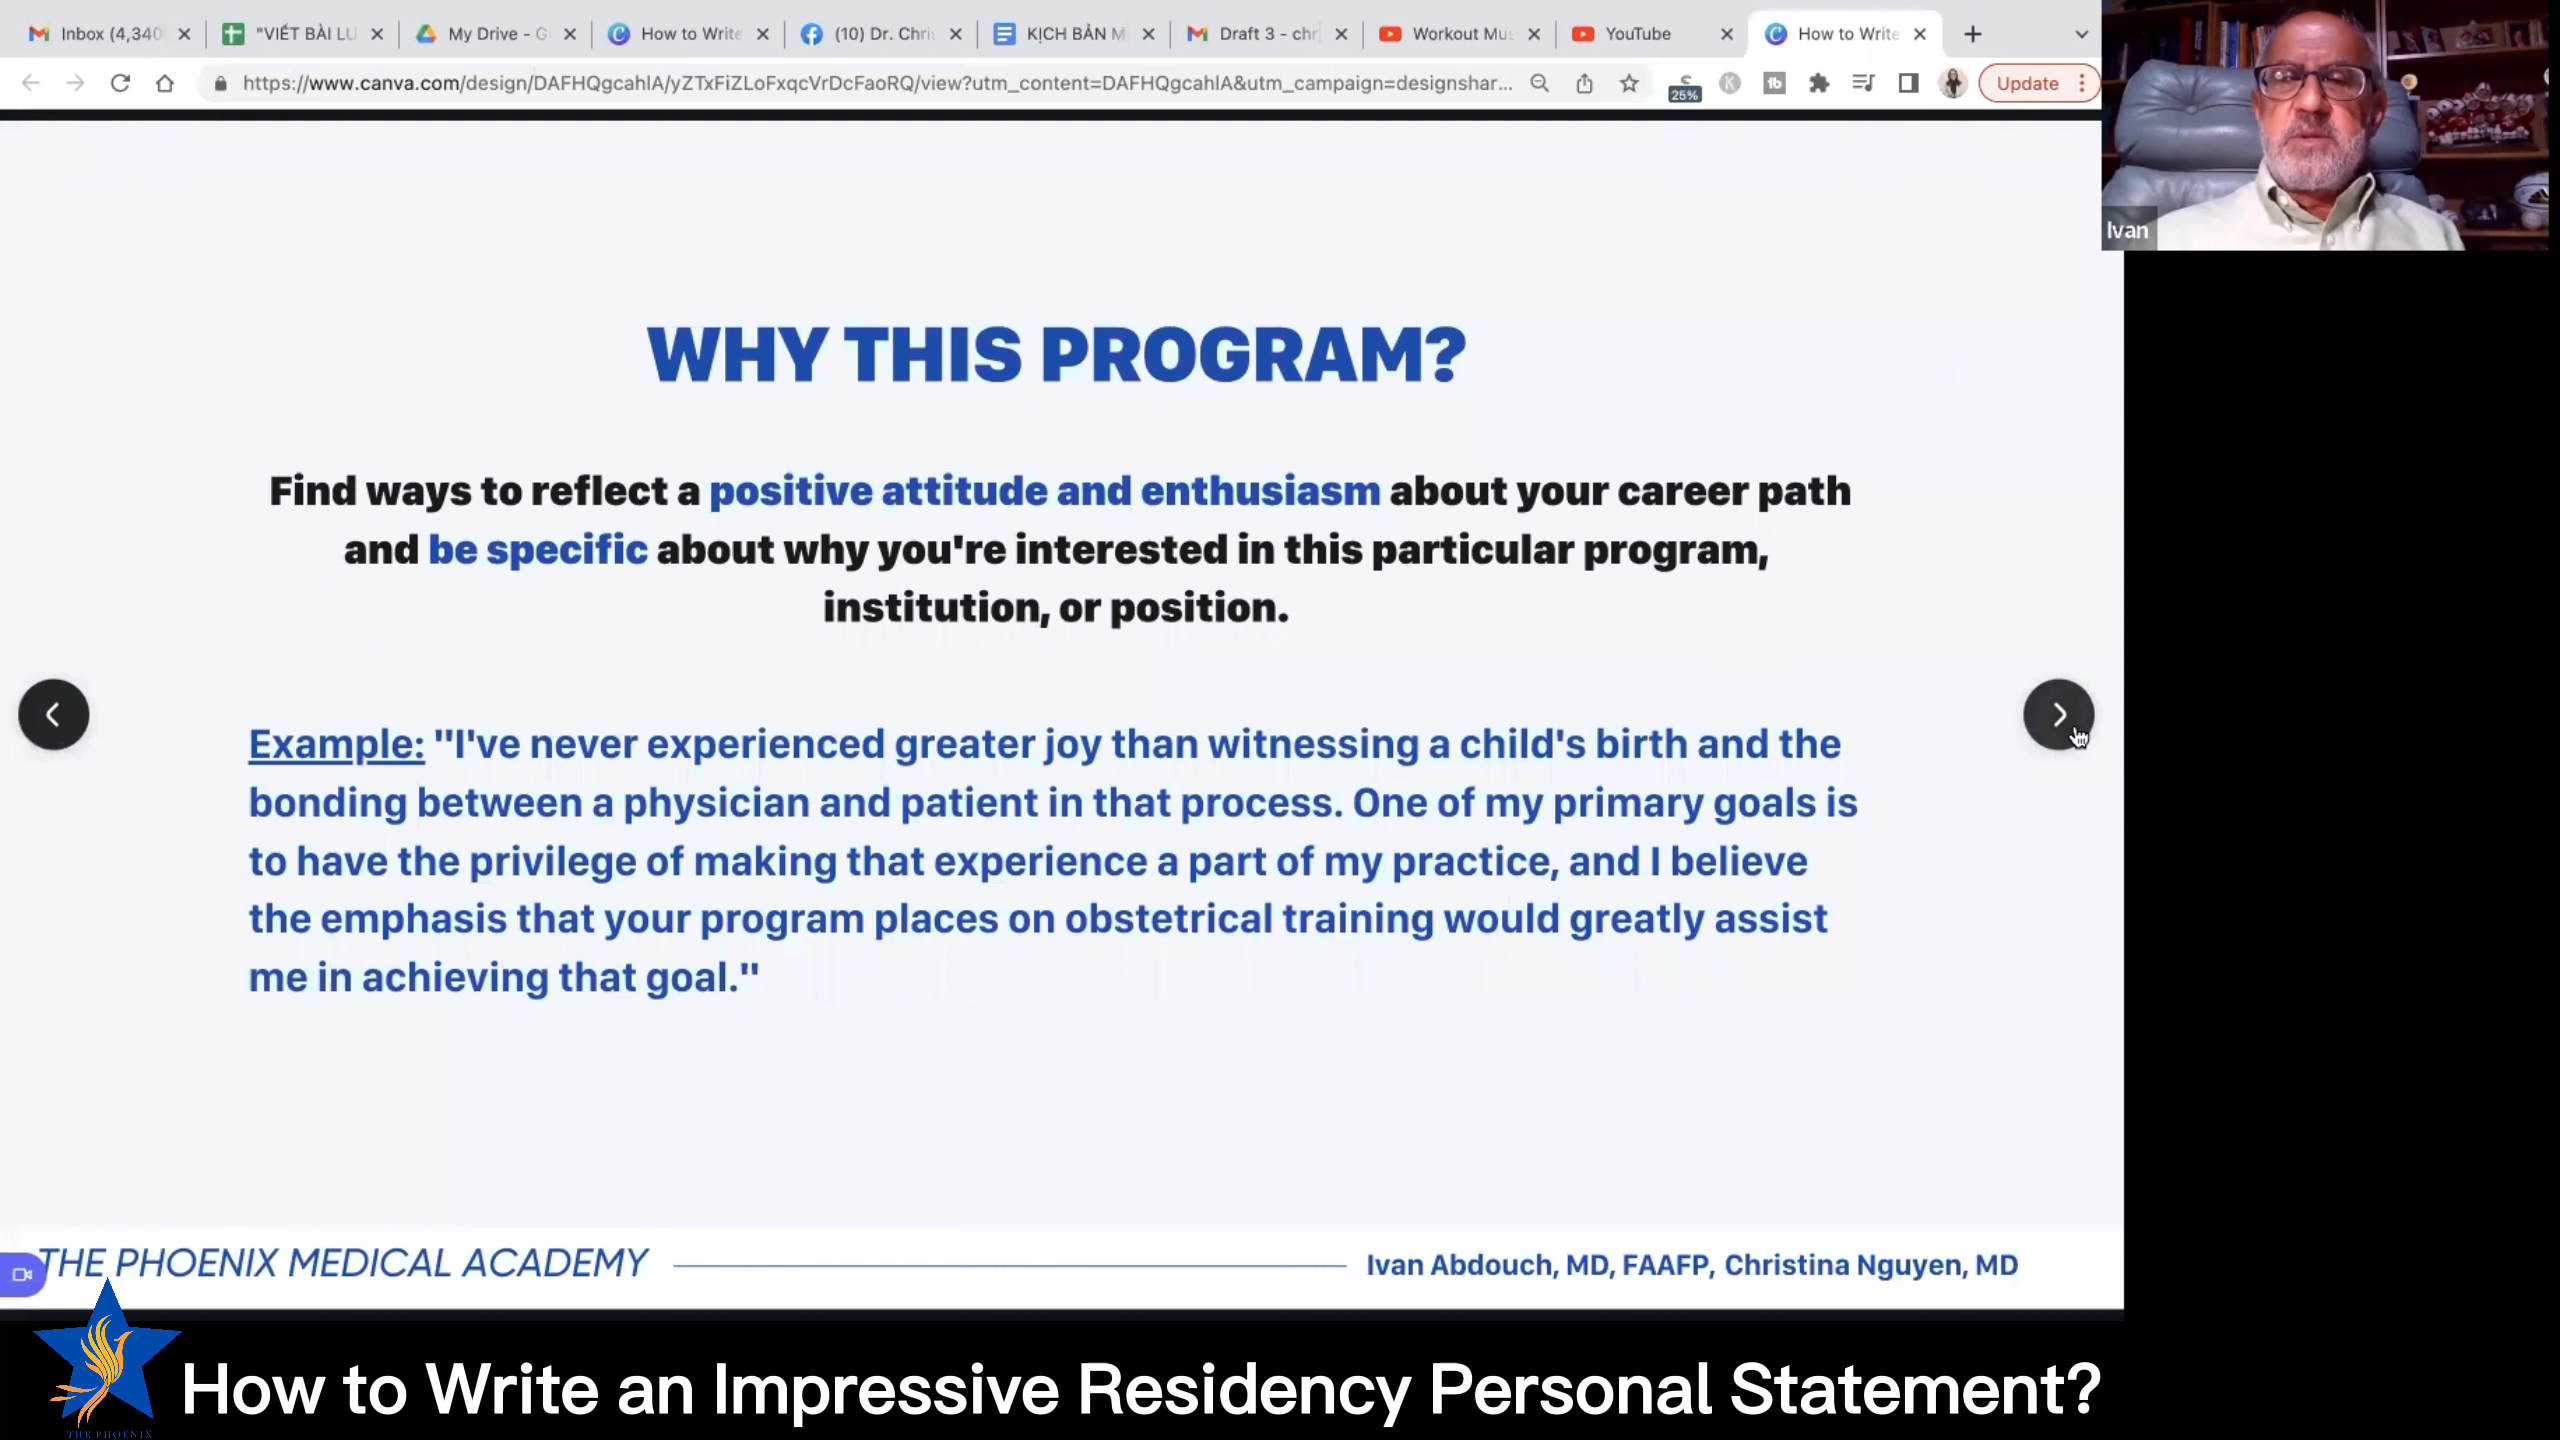 Inbox (4,340
"VIẾT BÀI LU
My Drive - G
How to Write
(10) Dr. Chris
KỊCH BẢN M
Draft 3 - chr
Workout Mus
YouTube
How to Write
https://www.canva.com/design/DAFHQgcahlA/yZTxFiZLoFxqcVrDcFaoRQ/view?utm_content=DAFHQgcahlA&utm_campaign=designshar...
25%
Update
Ivan
WHY THIS PROGRAM?
Find ways to reflect a positive attitude and enthusiasm about your career path
and be specific about why you're interested in this particular program,
institution, or position.
Example: "I've never experienced greater joy than witnessing a child's birth and the
bonding between a physician and patient in that process. One of my primary goals is
to have the privilege of making that experience a part of my practice, and I believe
the emphasis that your program places on obstetrical training would greatly assist
me in achieving that goal."
THE PHOENIX MEDICAL ACADEMY
Ivan Abdouch, MD, FAAFP, Christina Nguyen, MD
How to Write an Impressive Residency Personal Statement?
THE PHOENIX